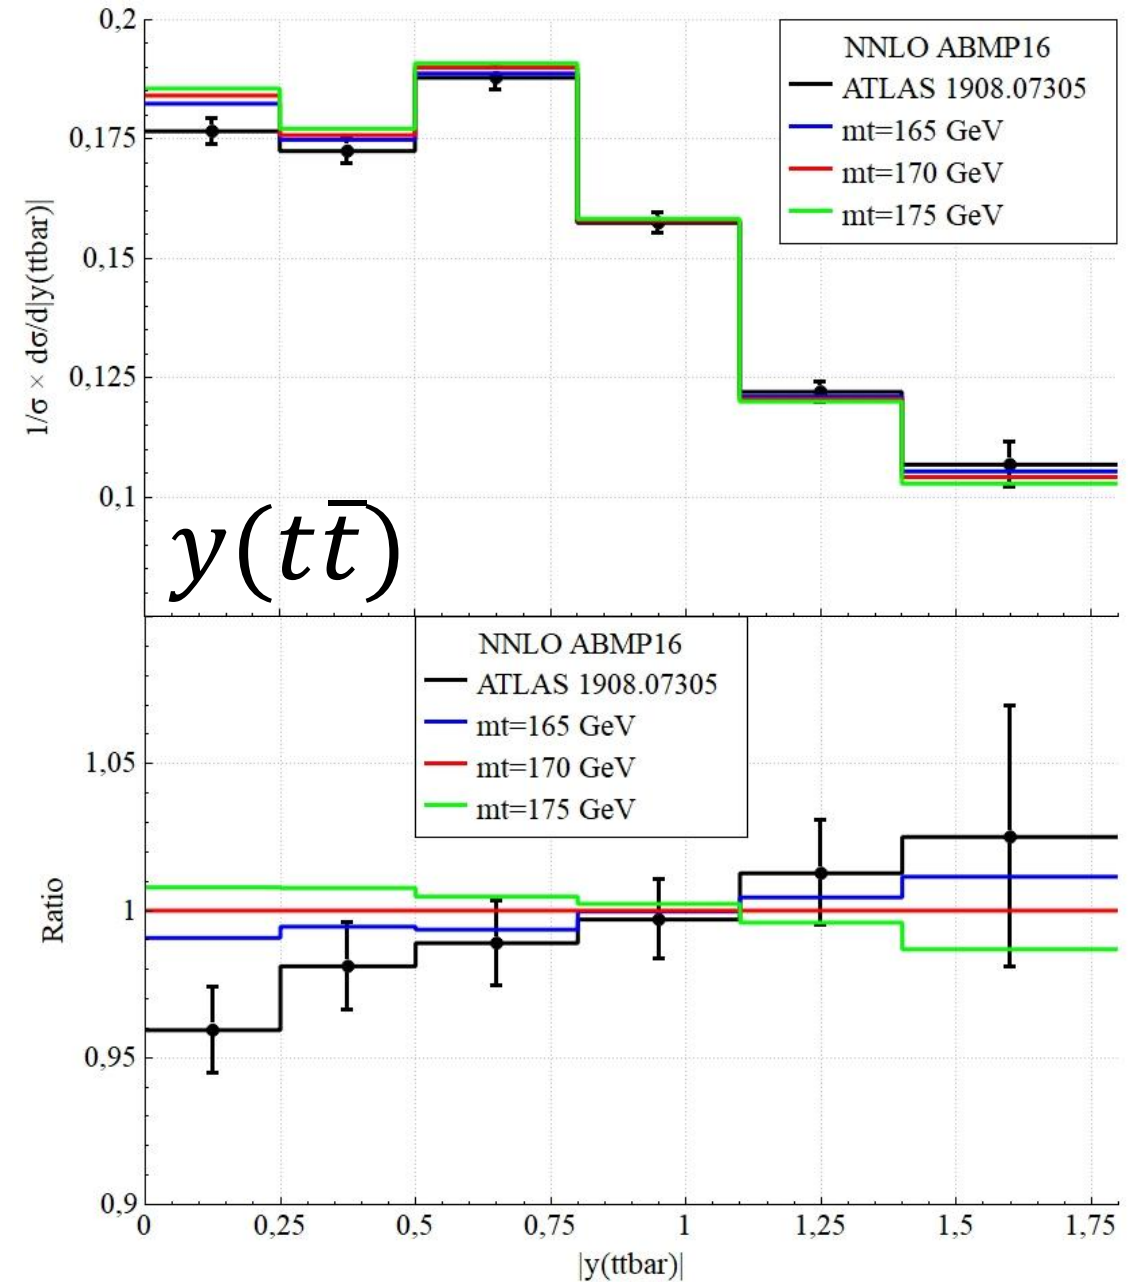 0,2
0,175
0,15
0,125
0,1
1/σ × dσ/d|y(ttbar)|
NNLO ABMP16
ATLAS 1908.07305
mt=165 GeV
mt=170 GeV
mt=175 GeV
y(tt̄)
NNLO ABMP16
ATLAS 1908.07305
mt=165 GeV
mt=170 GeV
mt=175 GeV
1,05
1
0,95
0,9
Ratio
0 0,25 0,5 0,75 1 1,25 1,5 1,75
|y(ttbar)|